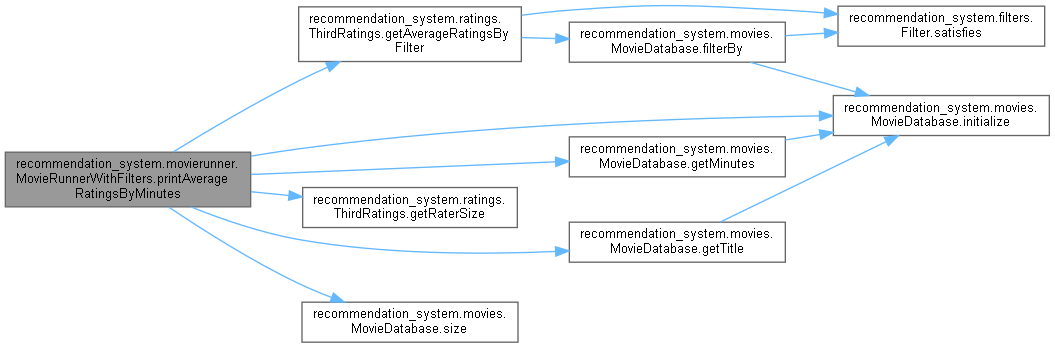 recommendation_system.ratings.
ThirdRatings.getAverageRatingsBy
Filter
recommendation_system.filters.
Filter.satisfies
recommendation_system.movies.
MovieDatabase.filterBy
recommendation_system.movies.
MovieDatabase.initialize
recommendation_system.movierunner.
MovieRunnerWithFilters.printAverage
RatingsByMinutes
recommendation_system.movies.
MovieDatabase.getMinutes
recommendation_system.ratings.
ThirdRatings.getRaterSize
recommendation_system.movies.
MovieDatabase.getTitle
recommendation_system.movies.
MovieDatabase.size